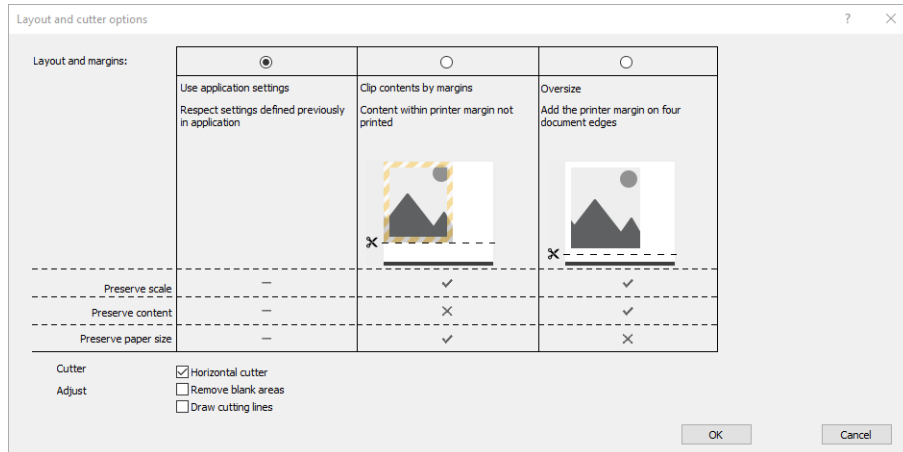 Layout and cutter options
Layout and margins:
Use application settings
Respect settings defined previously
in application
Clip contents by margins
Content within printer margin not
printed
Oversize
Add the printer margin on four
document edges
Preserve scale
Preserve content
Preserve paper size
Cutter
Horizontal cutter
Adjust
Remove blank areas
Draw cutting lines
OK
Cancel